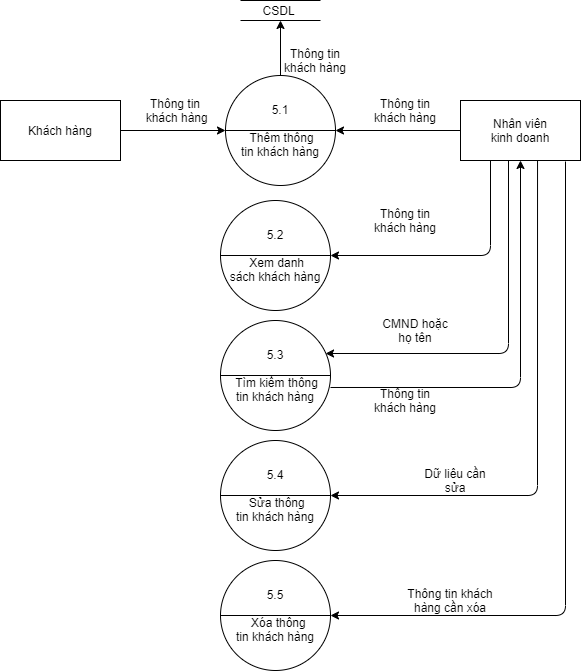 CSDL
Thông tin
khách hàng
Thông tin
khách hàng
Thông tin
khách hàng
5.1
Khách hàng
Thêm thông
tin khách hàng
Nhân viên
kinh doanh
Thông tin
khách hàng
5.2
Xem danh
sách khách hàng
CMND hoặc
họ tên
5.3
Tìm kiếm thông
tin khách hàng
Thông tin
khách hàng
5.4
Dữ liêu cần
sửa
Sửa thông
tin khách hàng
5.5
Thông tin khách
hàng cần xóa
Xóa thông
tin khách hàng